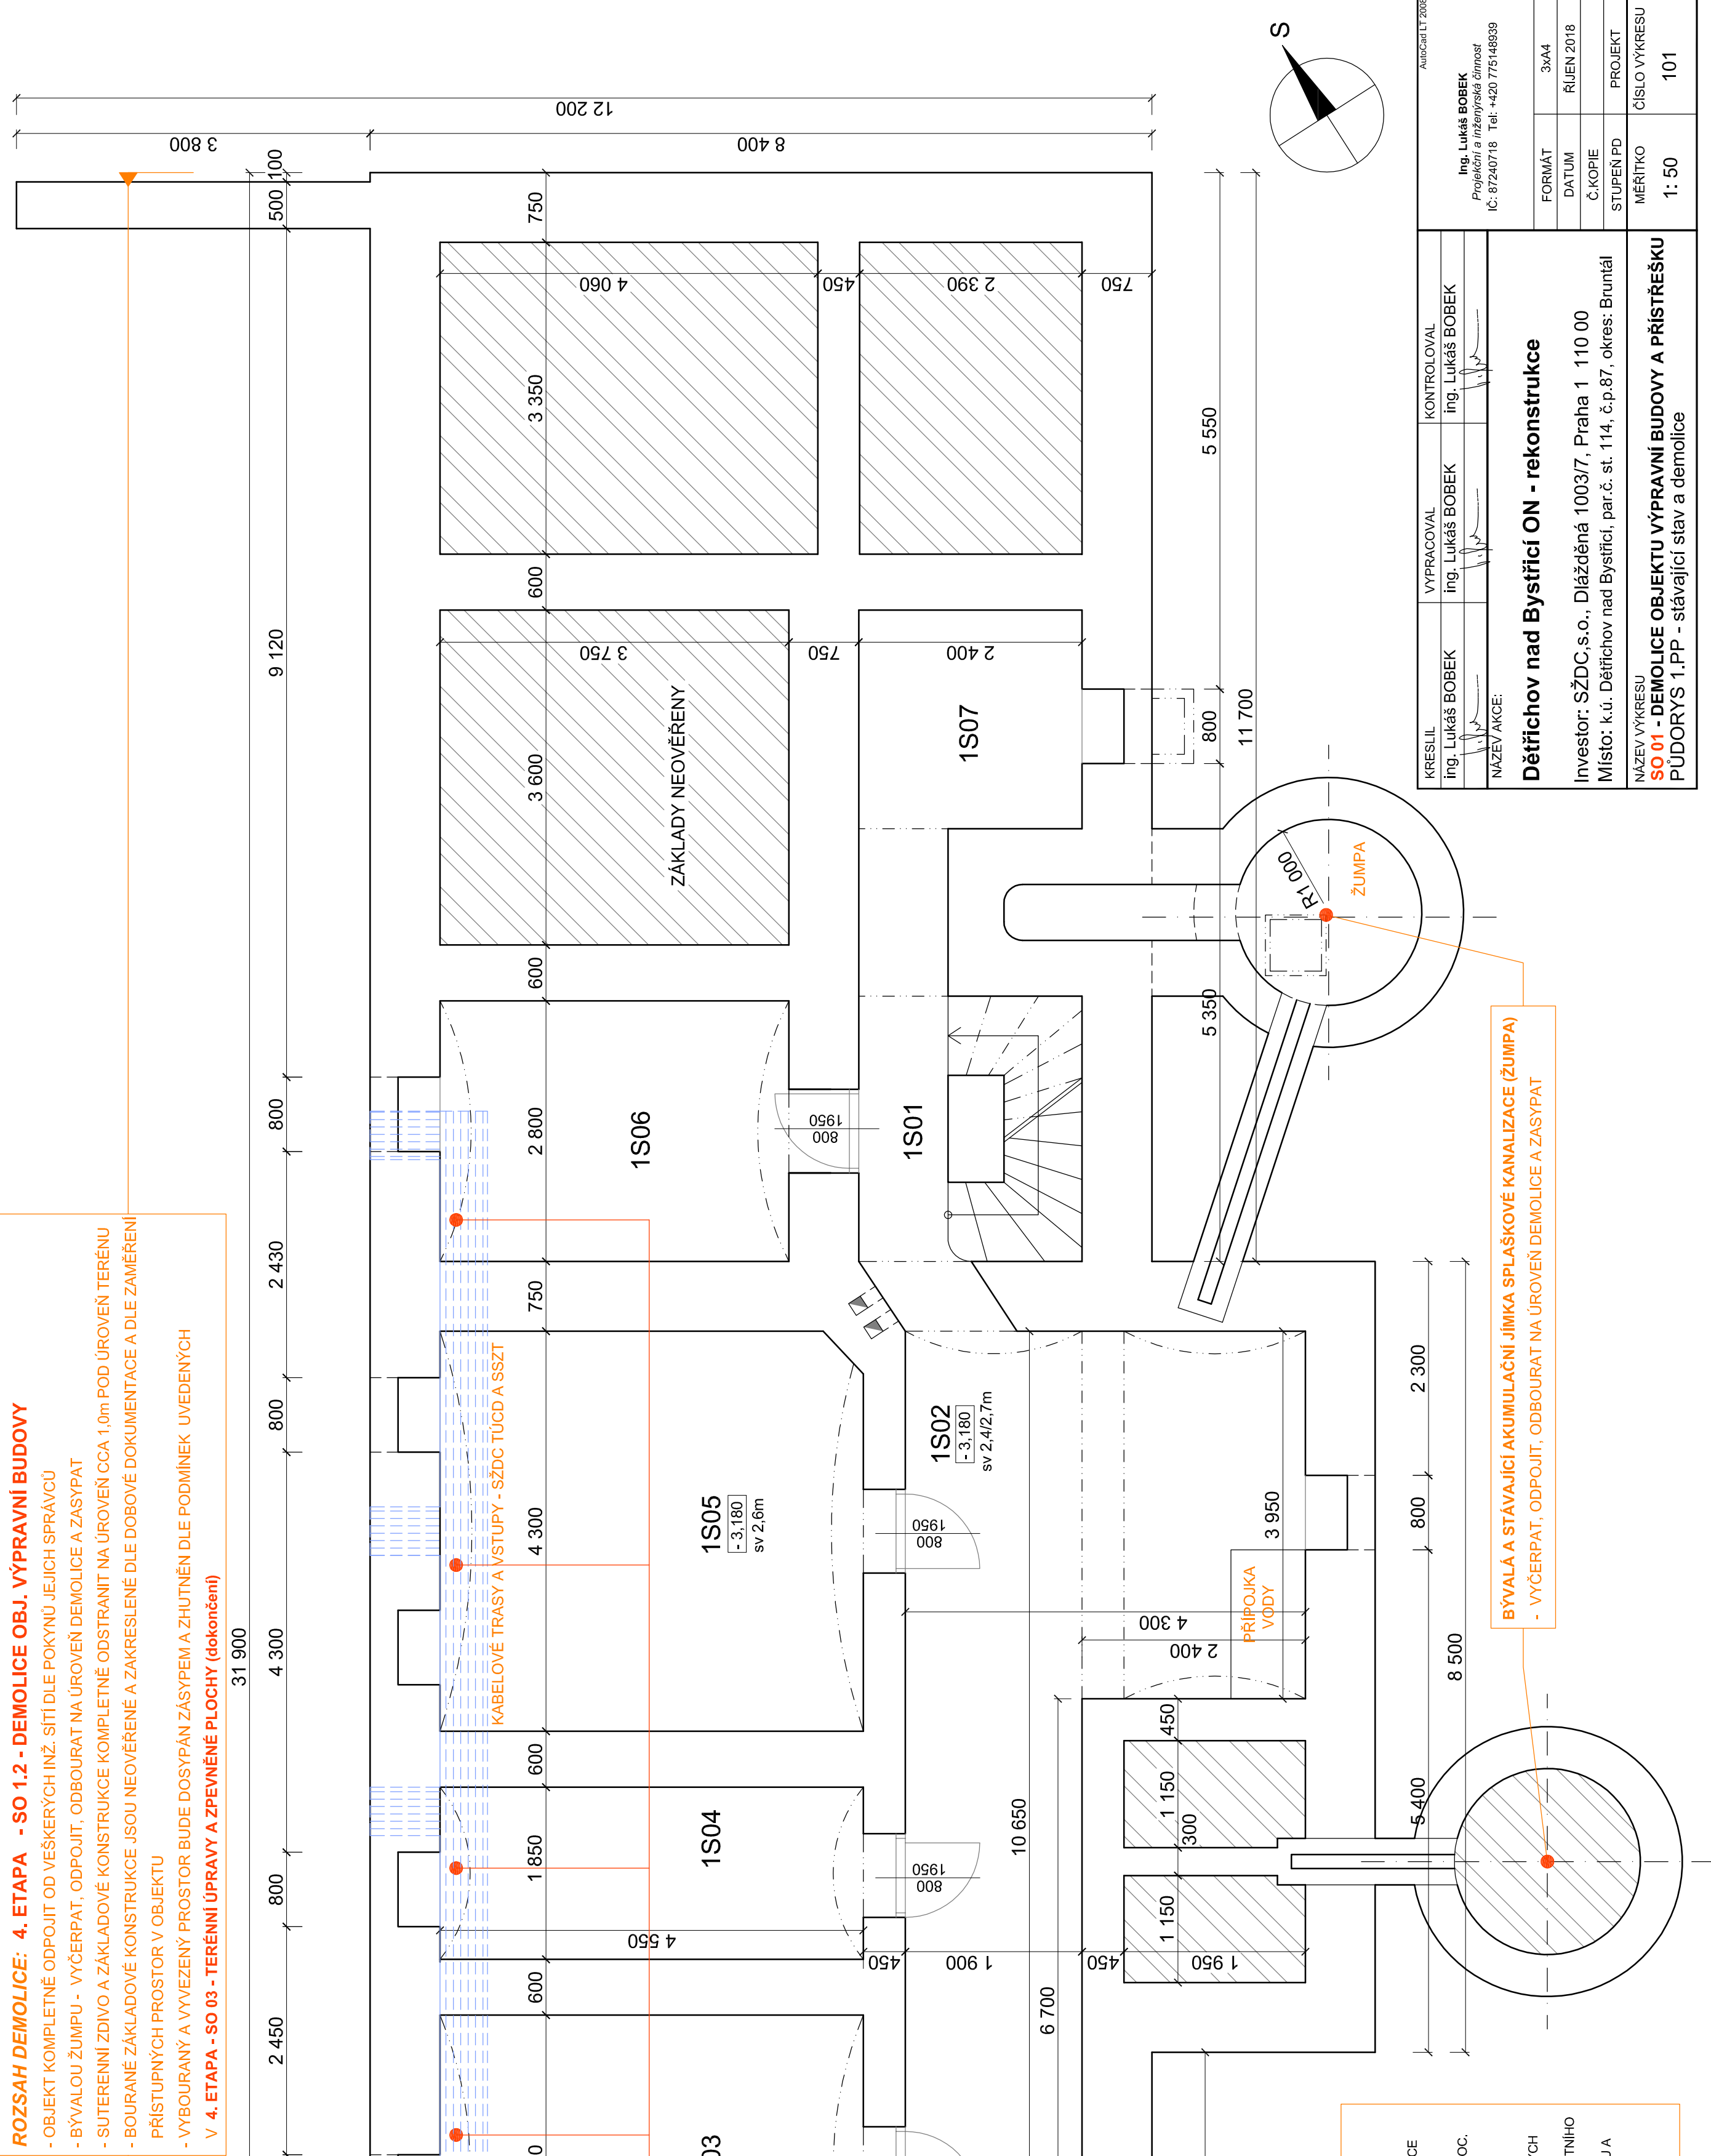 ROZSAH DEMOLICE: 4. ETAPA - SO 1.2 - DEMOLICE OBJ. VÝPRAVNÍ BUDOVY
- OBJEKT KOMPLETNĚ ODPOJIT OD VEŠKERÝCH INŽ. SÍTÍ DLE POKYNŮ JEJICH SPRÁVCŮ
- BÝVALOU ŽUMPU - VYČERPAT, ODPOJIT, ODBOURAT NA ÚROVEŇ DEMOLICE A ZASYPAT
- SUTERENNÍ ZDIVO A ZÁKLADOVÉ KONSTRUKCE KOMPLETNĚ ODSTRANIT NA ÚROVEŇ CCA 1,0m POD ÚROVEŇ TERÉNU
- BOURANÉ ZÁKLADOVÉ KONSTRUKCE JSOU NEOVĚŘENÉ A ZAKRESLENÉ DLE DOBOVÉ DOKUMENTACE A DLE ZAMĚŘENÍ
PŘÍSTUPNÝCH PROSTOR V OBJEKTU
- VYBOURANÝ A VYVEZENÝ PROSTOR BUDE DOSYPÁN ZÁSYPEM A ZHUTNĚN DLE PODMÍNEK UVEDENÝCH
V 4. ETAPA - SO 03 - TERÉNNÍ ÚPRAVY A ZPEVNĚNÉ PLOCHY (dokončení)
31 900
2 450
800
4 300
800
2 430
800
9 120
500
100
3 800
12 200
8 400
600
1 850
600
4 300
750
2 800
600
3 600
600
3 350
750
KABELOVÉ TRASY A VSTUPY - SŽDC TÚCD A SSZT
ZÁKLADY NEOVĚŘENY
4 550
3 750
4 060
450
750
2 400
2 390
750
1S04
1S05
- 3,180
sv 2,6m
1S06
1S01
1S07
1S02
- 3,180
sv 2,4/2,7m
800
1950
800
1950
800
1950
450
1 900
450
1 950
10 650
6 700
1 150
300
1 150
450
4 300
2 400
3 950
PŘÍPOJKA
VODY
5 350
800
5 550
11 700
5 400
800
2 300
8 500
R1 000
ŽUMPA
BÝVALÁ A STÁVAJÍCÍ AKUMULAČNÍ JÍMKA SPLAŠKOVÉ KANALIZACE (ŽUMPA)
- VYČERPAT, ODPOJIT, ODBOURAT NA ÚROVEŇ DEMOLICE A ZASYPAT
S
AutoCad LT 2008
KRESLIL
VYPRACOVAL
KONTROLOVAL
ing. Lukáš BOBEK
ing. Lukáš BOBEK
ing. Lukáš BOBEK
Ing. Lukáš BOBEK
Projekční a inženýrská činnost
IČ: 87240718 Tel: +420 775148939
NÁZEV AKCE:
Dětřichov nad Bystřicí ON - rekonstrukce
Investor: SŽDC,s.o., Dlážděná 1003/7, Praha 1 110 00
Místo: k.ú. Dětřichov nad Bystřicí, par.č. st. 114, č.p.87, okres: Bruntál
FORMÁT 3xA4
DATUM ŘÍJEN 2018
Č.KOPIE
STUPEŇ PD PROJEKT
NÁZEV VÝKRESU
SO 01 - DEMOLICE OBJEKTU VÝPRAVNÍ BUDOVY A PŘÍSTŘEŠKU
PŮDORYS 1.PP - stávající stav a demolice
MĚŘÍTKO
1: 50
ČÍSLO VÝKRESU
101